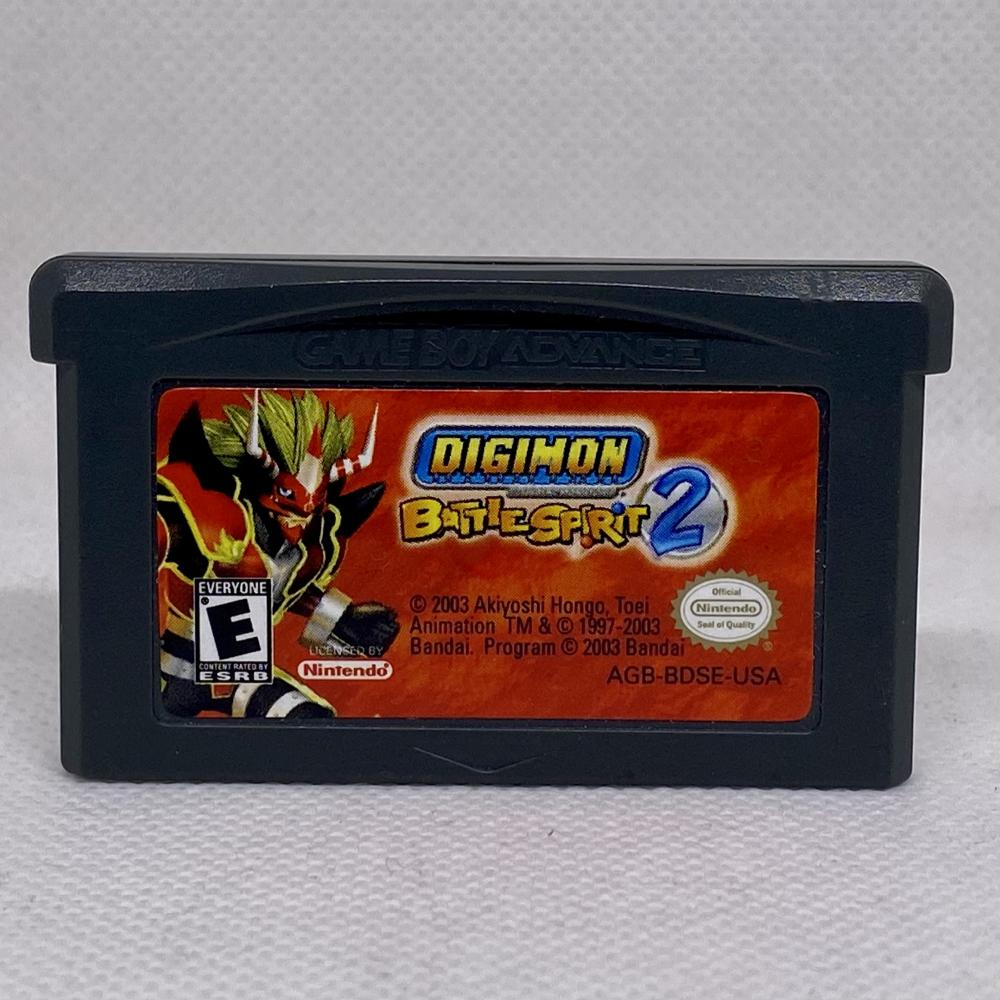 GAME BOY ADVANCE
DIGIMON
BATTLE SPIRIT 2
EVERYONE
E
CONTENT RATED BY
ESRB
LICENSED BY
Nintendo
© 2003 Akiyoshi Hongo, Toei
Animation TM & © 1997-2003
Bandai. Program © 2003 Bandai
Official
Nintendo
Seal of Quality
AGB-BDSE-USA